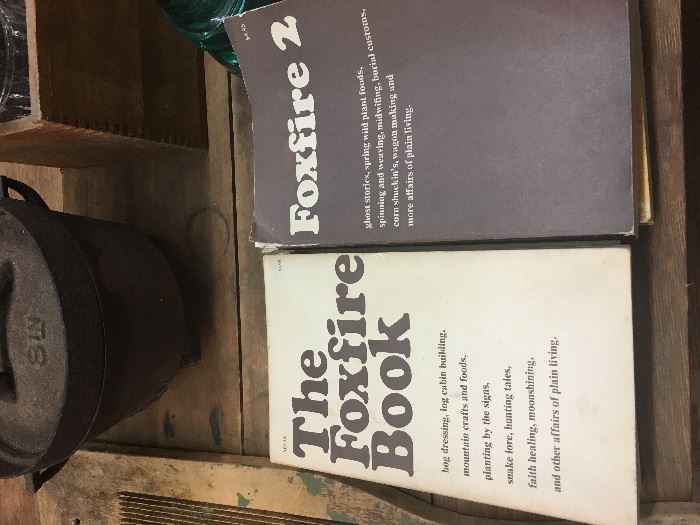 $4.95
Foxfire 2
ghost stories, spring wild plant foods,
spinning and weaving, midwifing, burial customs,
corn shuckin's, wagon making and
more affairs of plain living.
The
Foxfire
Book
hog dressing, log cabin building,
mountain crafts and foods,
planting by the signs,
snake lore, hunting tales,
faith healing, moonshining,
and other affairs of plain living.
8